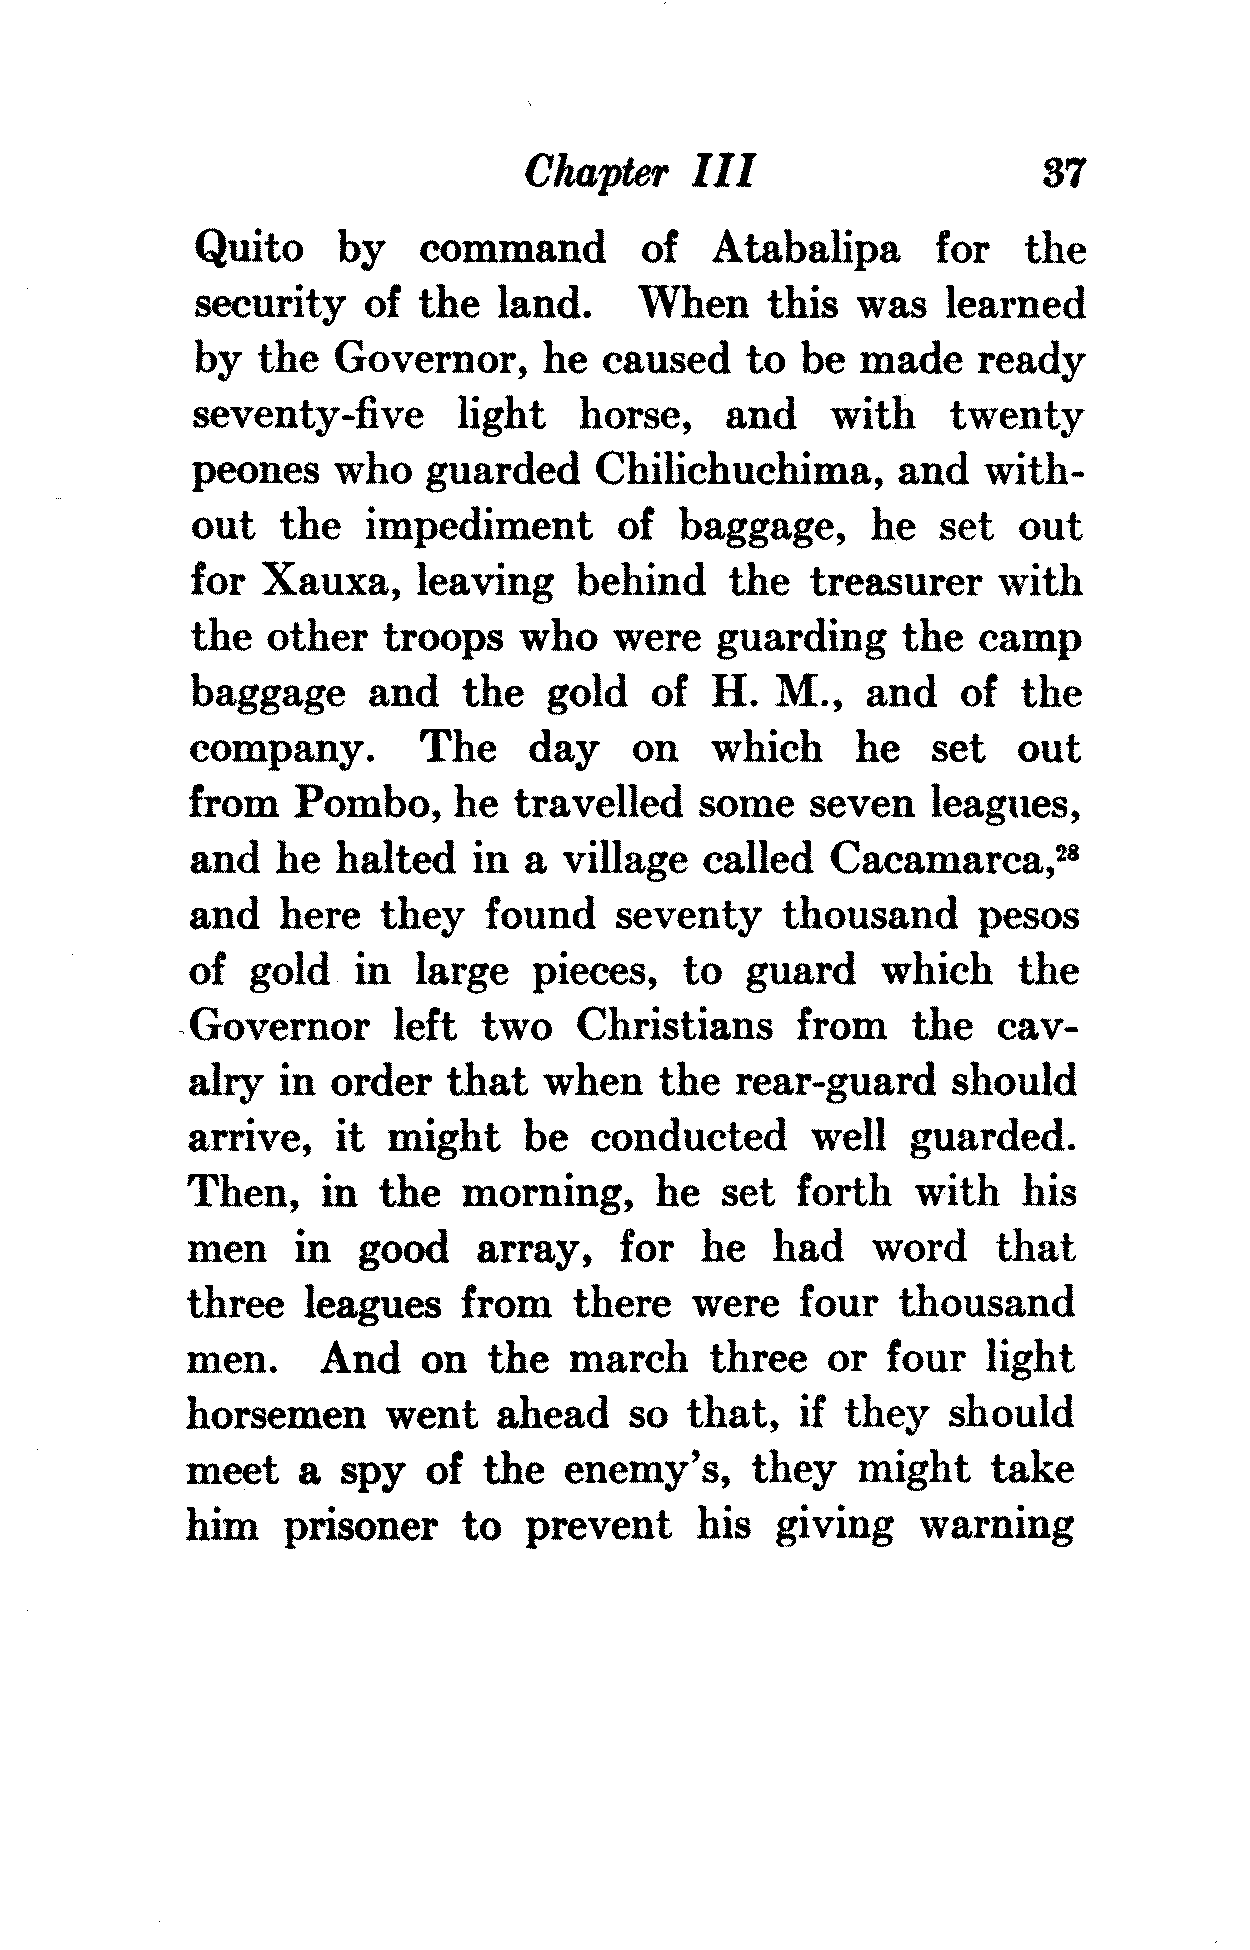 Chapter III 37
Quito by command of Atabalipa for the
security of the land. When this was learned
by the Governor, he caused to be made ready
seventy-five light horse, and with twenty
peones who guarded Chilichuchima, and with-
out the impediment of baggage, he set out
for Xauxa, leaving behind the treasurer with
the other troops who were guarding the camp
baggage and the gold of H. M., and of the
company. The day on which he set out
from Pombo, he travelled some seven leagues,
and he halted in a village called Cacamarca,²⁸
and here they found seventy thousand pesos
of gold in large pieces, to guard which the
Governor left two Christians from the cav-
alry in order that when the rear-guard should
arrive, it might be conducted well guarded.
Then, in the morning, he set forth with his
men in good array, for he had word that
three leagues from there were four thousand
men. And on the march three or four light
horsemen went ahead so that, if they should
meet a spy of the enemy's, they might take
him prisoner to prevent his giving warning